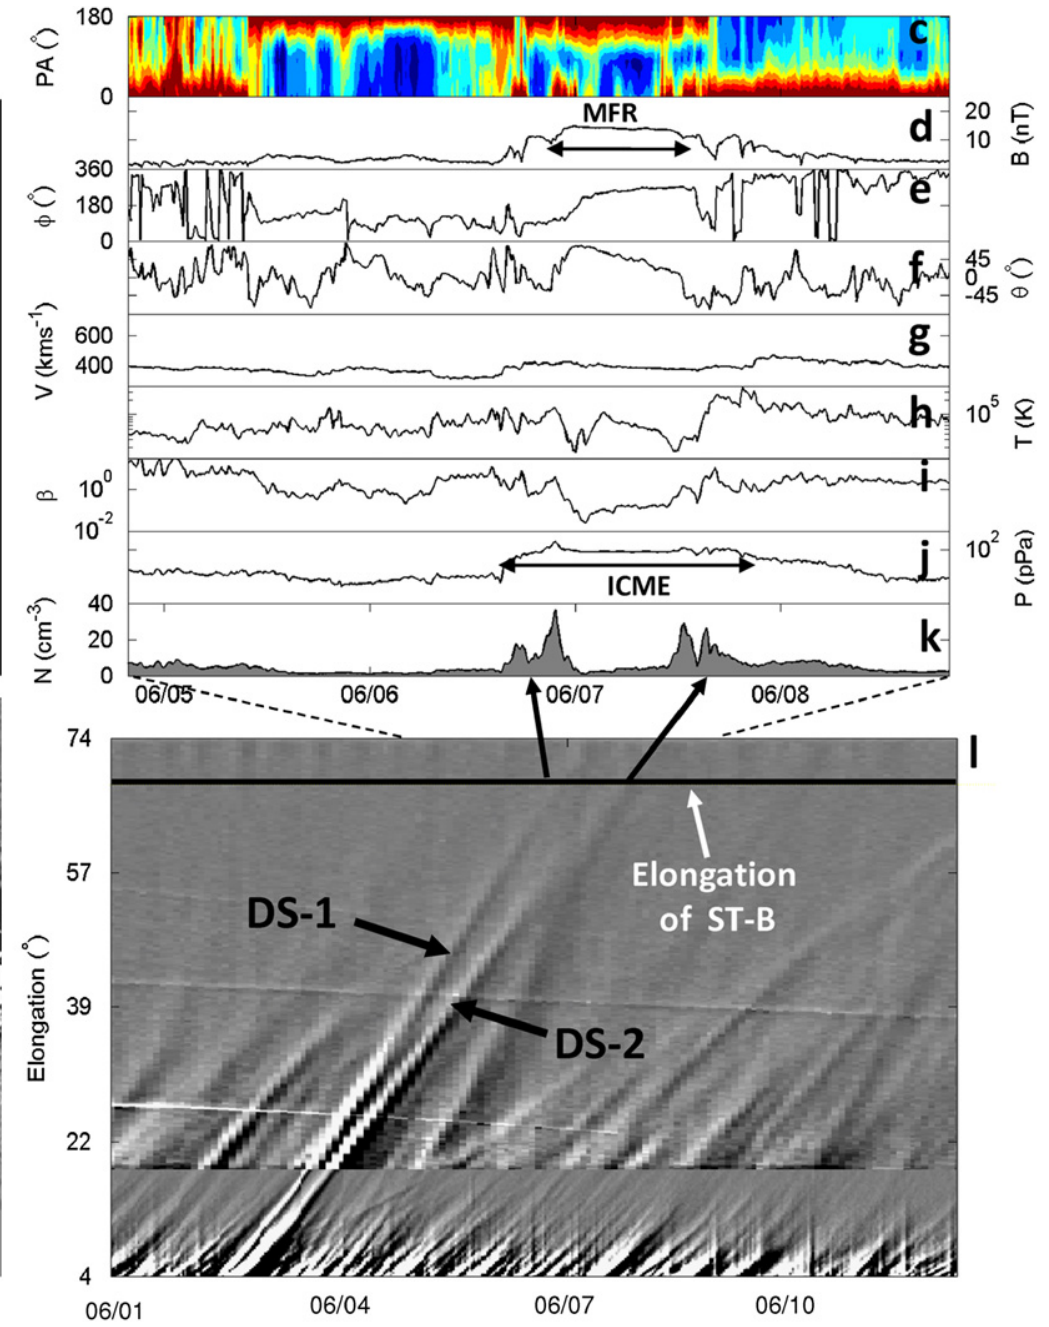 180
PA (°)
0
c
MFR
d
20
10
B (nT)
360
180
0
ϕ (°)
e
f
45
0
-45
θ (°)
V (kms⁻¹)
600
400
g
h
10⁵
T (K)
β
10⁰
10⁻²
i
ICME
j
10²
P (pPa)
N (cm⁻³)
40
20
0
k
06/05 06/06 06/07 06/08
74
57
39
22
4
Elongation (°)
l
Elongation
of ST-B
DS-1
DS-2
06/01 06/04 06/07 06/10